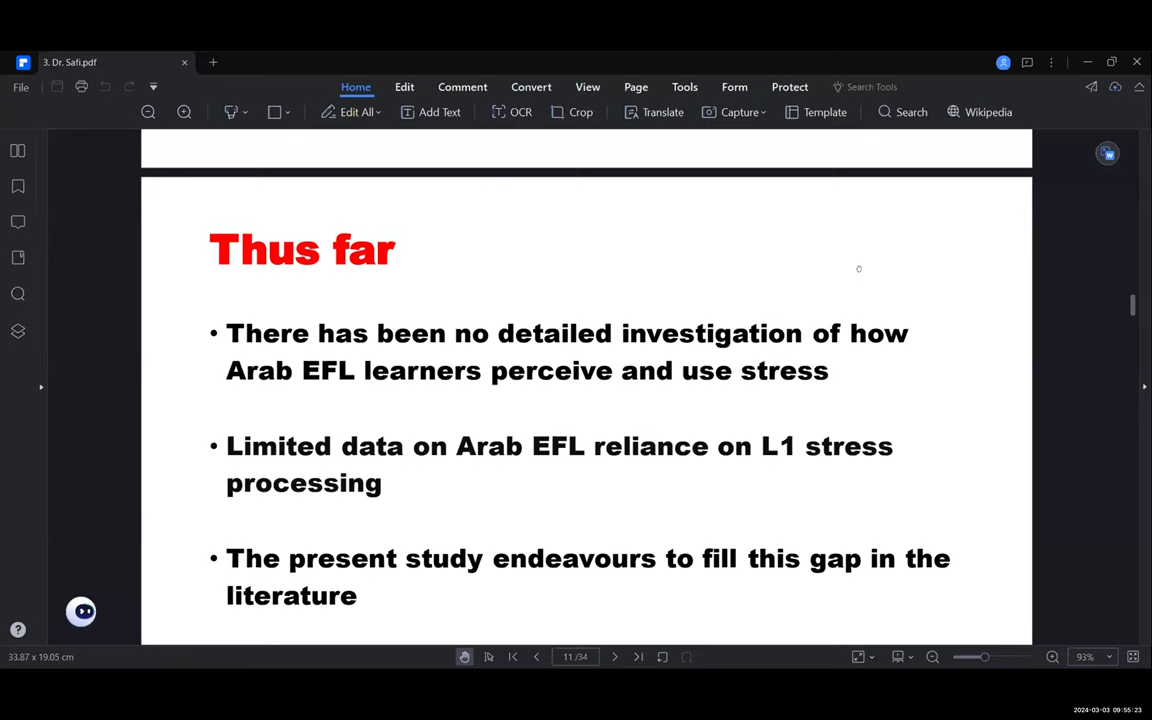 3. Dr. Safi.pdf
File
Home Edit Comment Convert View Page Tools Form Protect Search Tools
Edit All Add Text OCR Crop Translate Capture Template Search Wikipedia
Thus far
• There has been no detailed investigation of how
Arab EFL learners perceive and use stress
• Limited data on Arab EFL reliance on L1 stress
processing
• The present study endeavours to fill this gap in the
literature
33.87 x 19.05 cm
11 /34
93%
2024-03-03 09:55:23